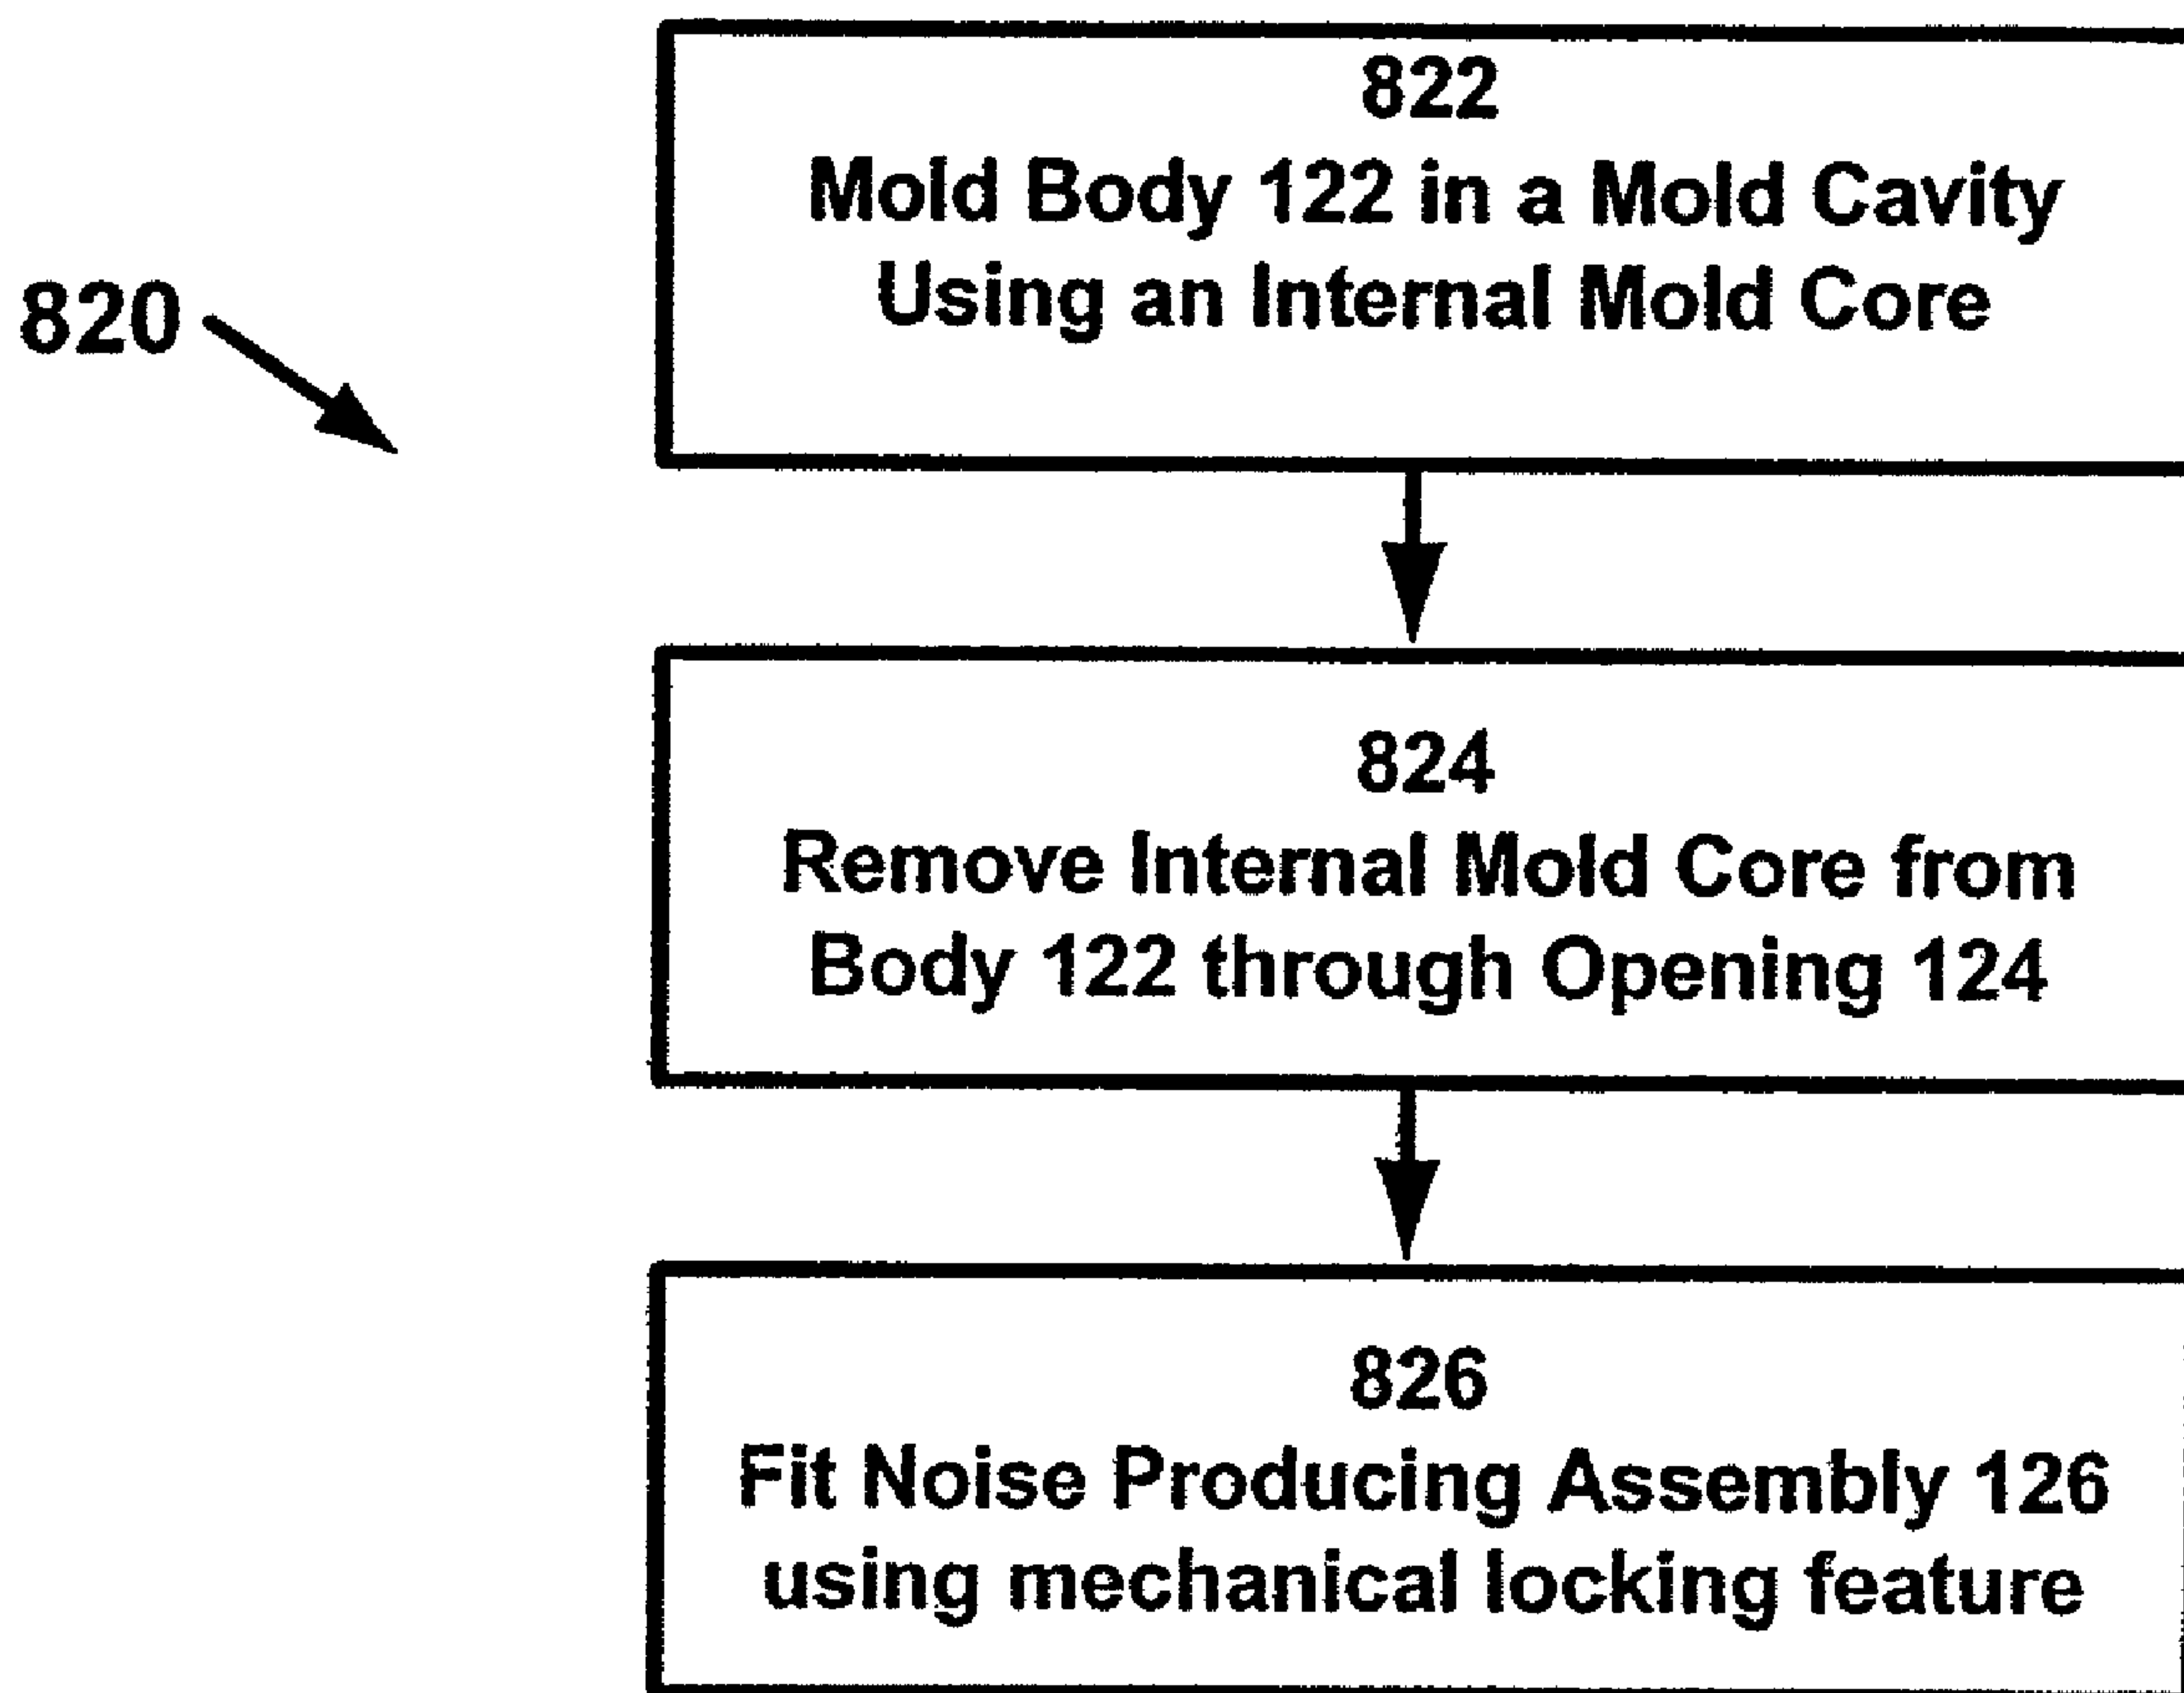 822
Mold Body 122 in a Mold Cavity
Using an Internal Mold Core
820
824
Remove Internal Mold Core from
Body 122 through Opening 124
826
Fit Noise Producing Assembly 126
using mechanical locking feature